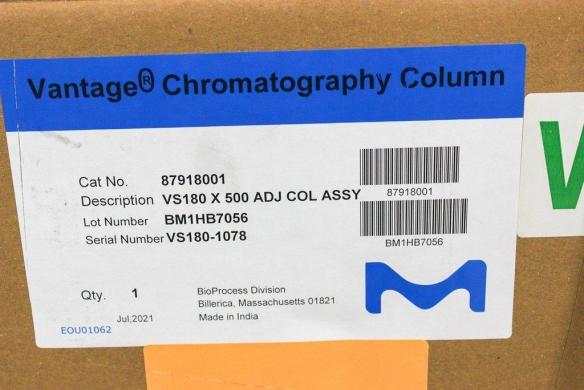 Vantage® Chromatography Column
Cat No. 87918001
Description VS180 X 500 ADJ COL ASSY
Lot Number BM1HB7056
Serial Number VS180-1078
87918001
BM1HB7056
Qty. 1
Jul,2021
BioProcess Division
Billerica, Massachusetts 01821
Made in India
EOU01062
M